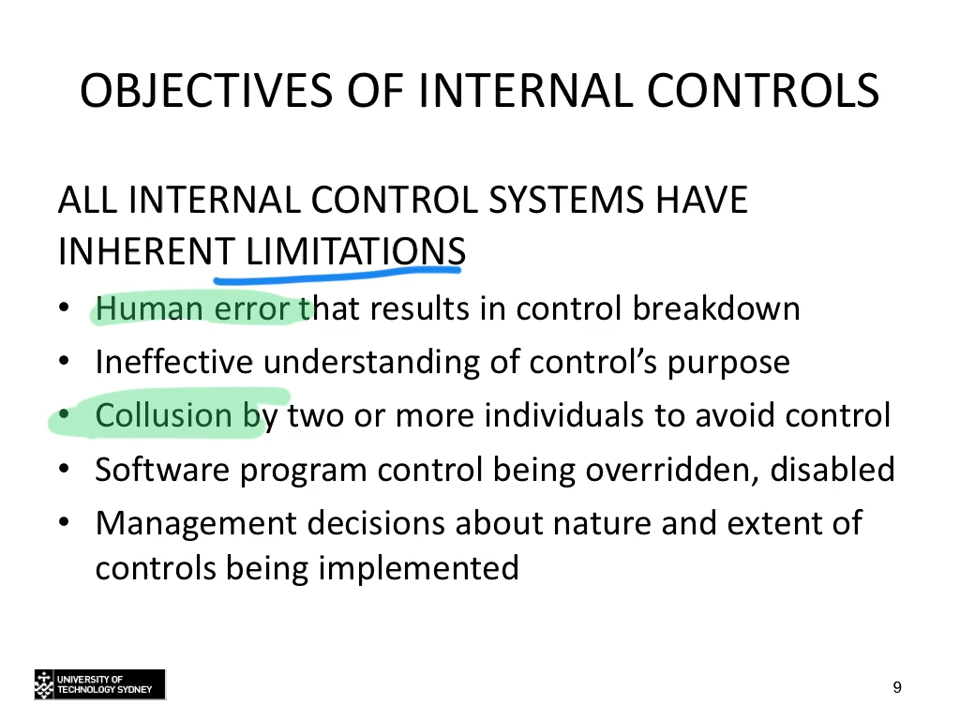 OBJECTIVES OF INTERNAL CONTROLS
ALL INTERNAL CONTROL SYSTEMS HAVE
INHERENT LIMITATIONS
• Human error that results in control breakdown
• Ineffective understanding of control’s purpose
• Collusion by two or more individuals to avoid control
• Software program control being overridden, disabled
• Management decisions about nature and extent of
controls being implemented
UNIVERSITY OF
TECHNOLOGY SYDNEY
9